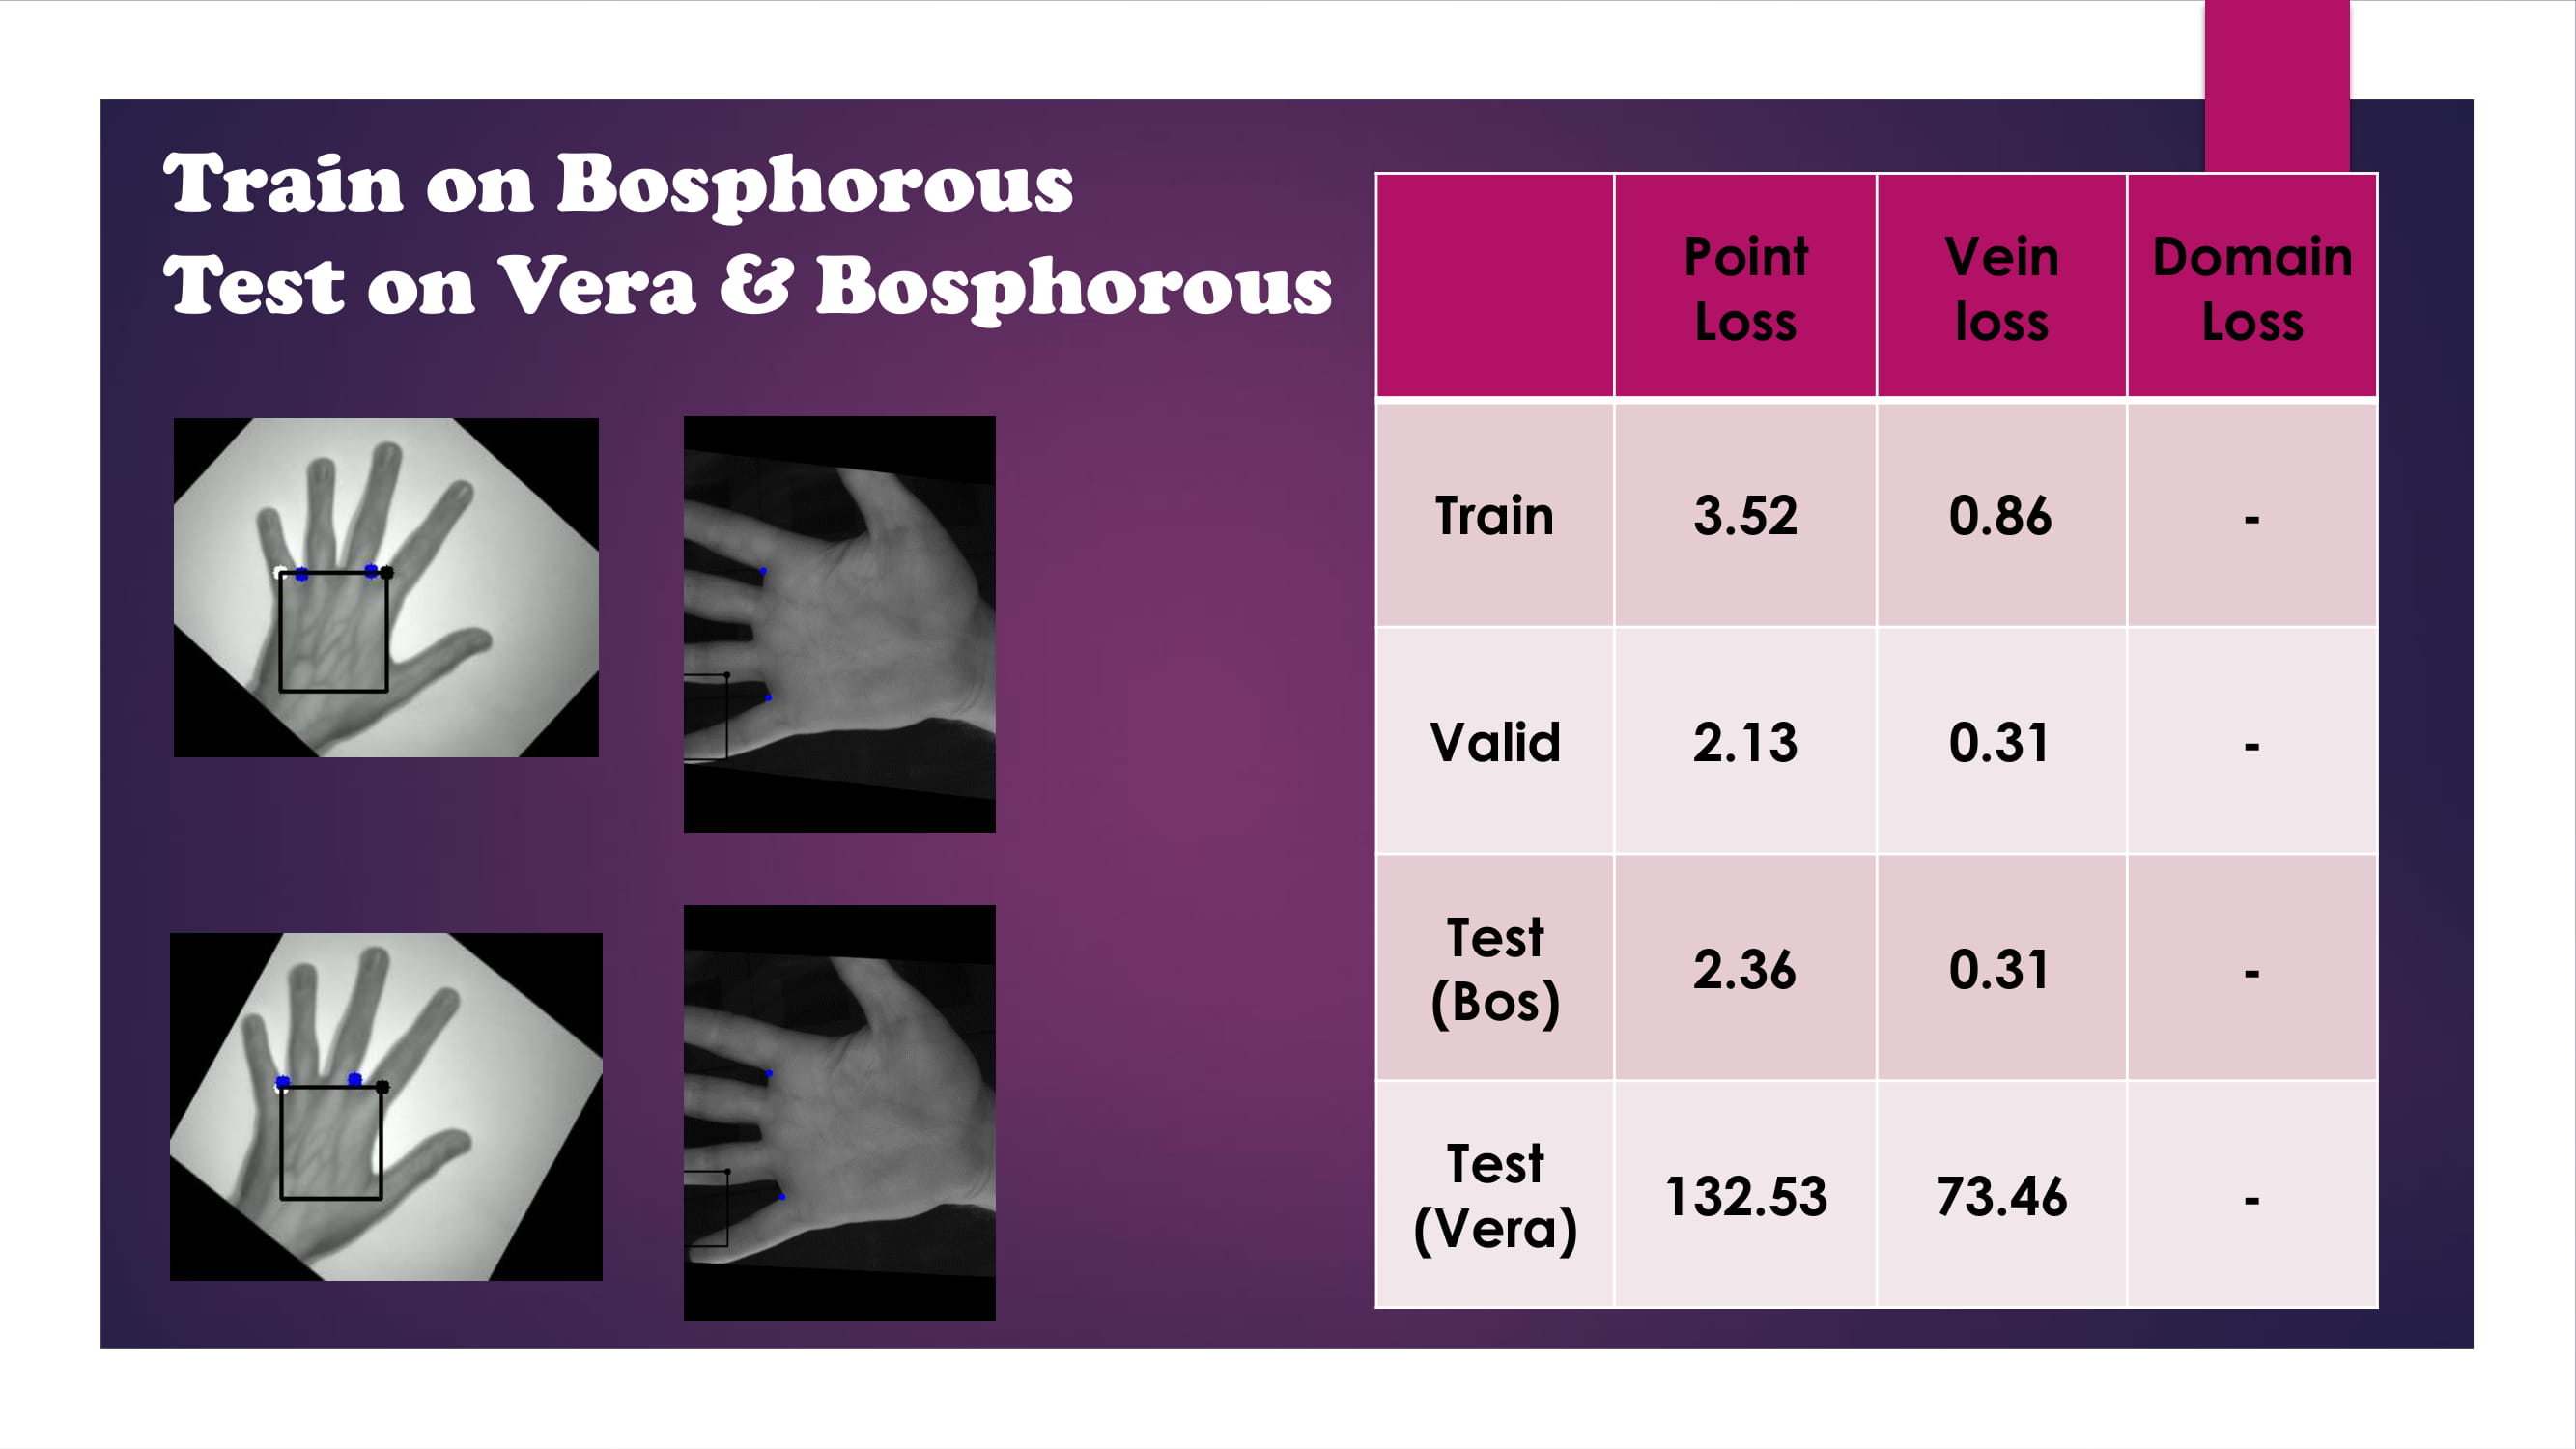 Train on Bosphorous
Test on Vera & Bosphorous
Point
Loss
Vein
loss
Domain
Loss
Train
3.52
0.86
-
Valid
2.13
0.31
-
Test
(Bos)
2.36
0.31
-
Test
(Vera)
132.53
73.46
-